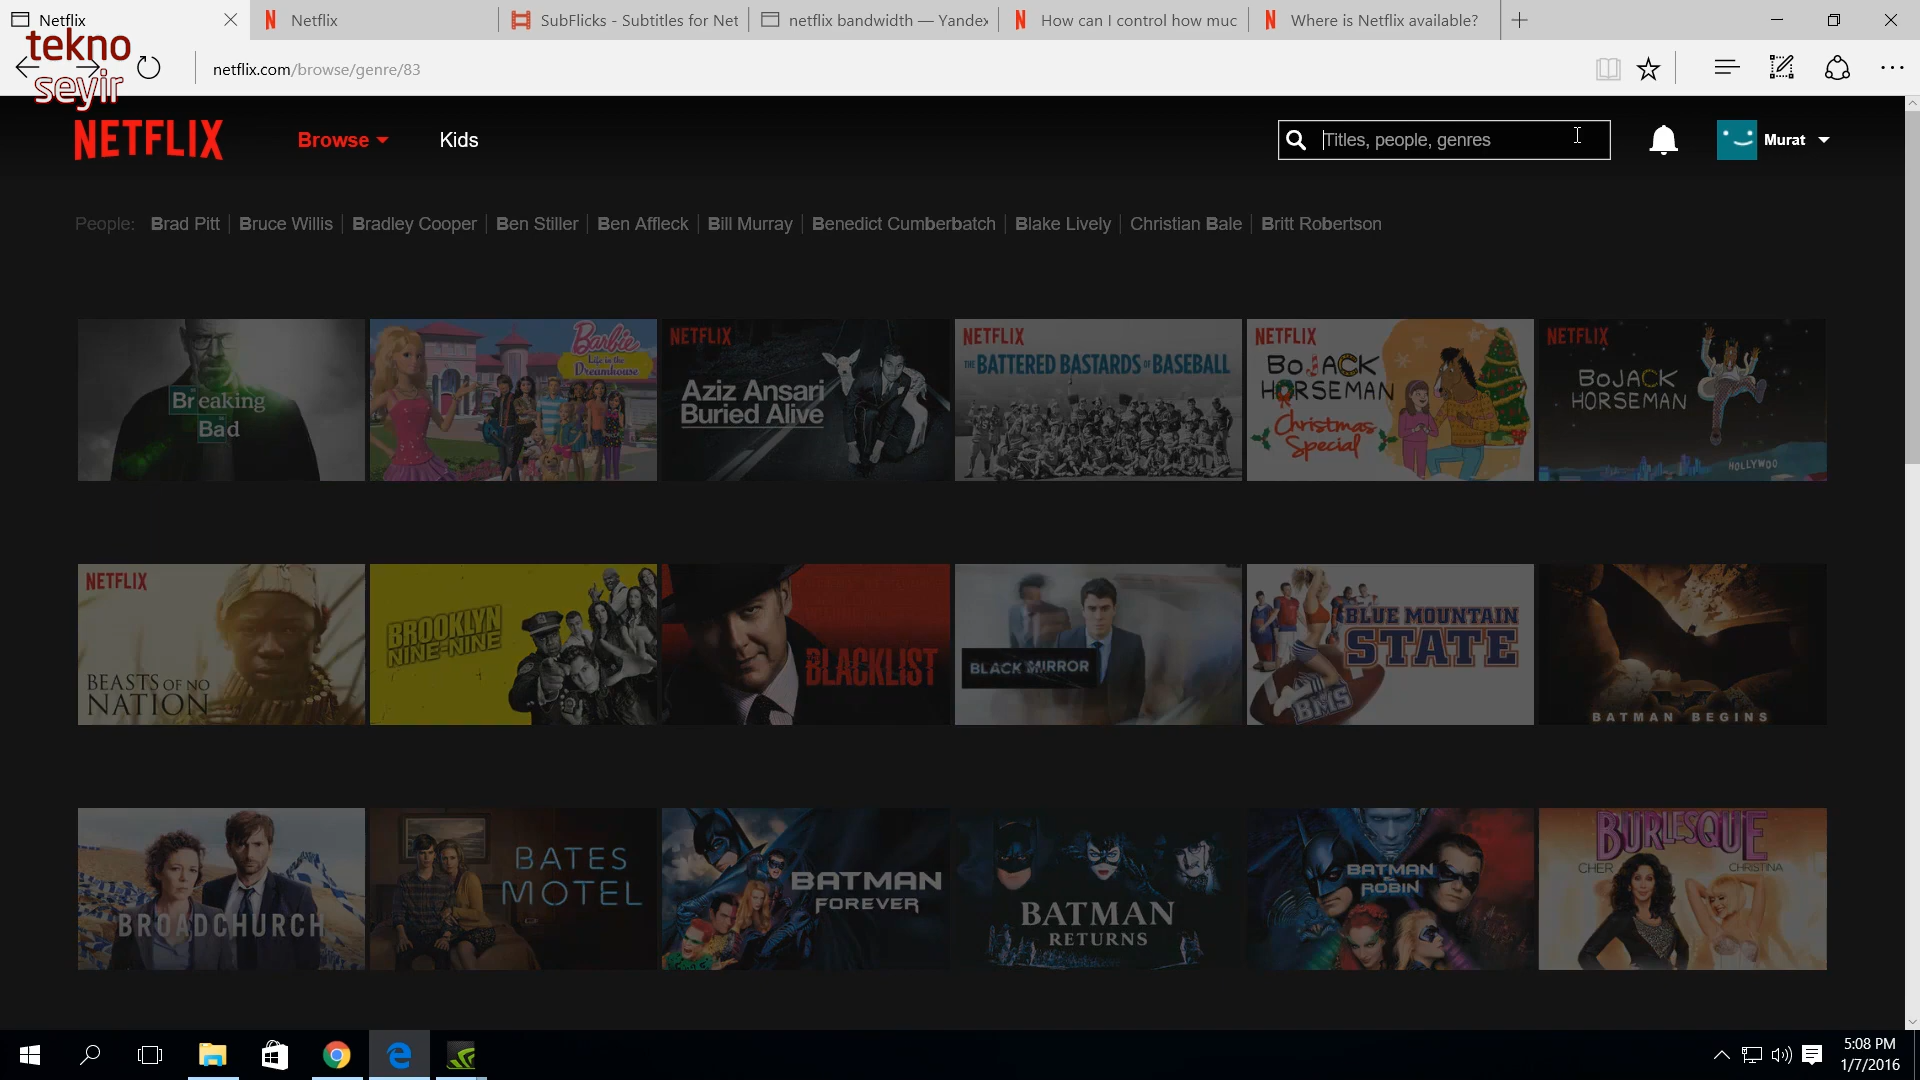 Netflix
Netflix
SubFlicks - Subtitles for Net
netflix bandwidth — Yandex
How can I control how muc
Where is Netflix available?
tekno
seyir
netflix.com/browse/genre/83
NETFLIX
Browse
Kids
Titles, people, genres
Murat
People: Brad Pitt Bruce Willis Bradley Cooper Ben Stiller Ben Affleck Bill Murray Benedict Cumberbatch Blake Lively Christian Bale Britt Robertson
Breaking
Bad
Barbie
Life in the
Dreamhouse
NETFLIX
Aziz Ansari
Buried Alive
NETFLIX
THE BATTERED BASTARDS OF BASEBALL
NETFLIX
BOJACK
HORSEMAN
Christmas
Special
NETFLIX
BOJACK
HORSEMAN
HOLLYWOO
NETFLIX
BEASTS OF NO
NATION
BROOKLYN
NINE-NINE
BLACKLIST
BLACK MIRROR
BLUE MOUNTAIN
STATE
BMS
BATMAN BEGINS
BROADCHURCH
BATES
MOTEL
BATMAN
FOREVER
BATMAN
RETURNS
BATMAN
&
ROBIN
BURLESQUE
CHER
CHRISTINA
5:08 PM
1/7/2016